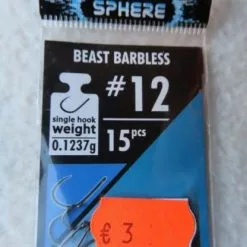 SPHERE
BEAST BARBLESS
#12
single hook
weight
0.1237g
15pcs
3